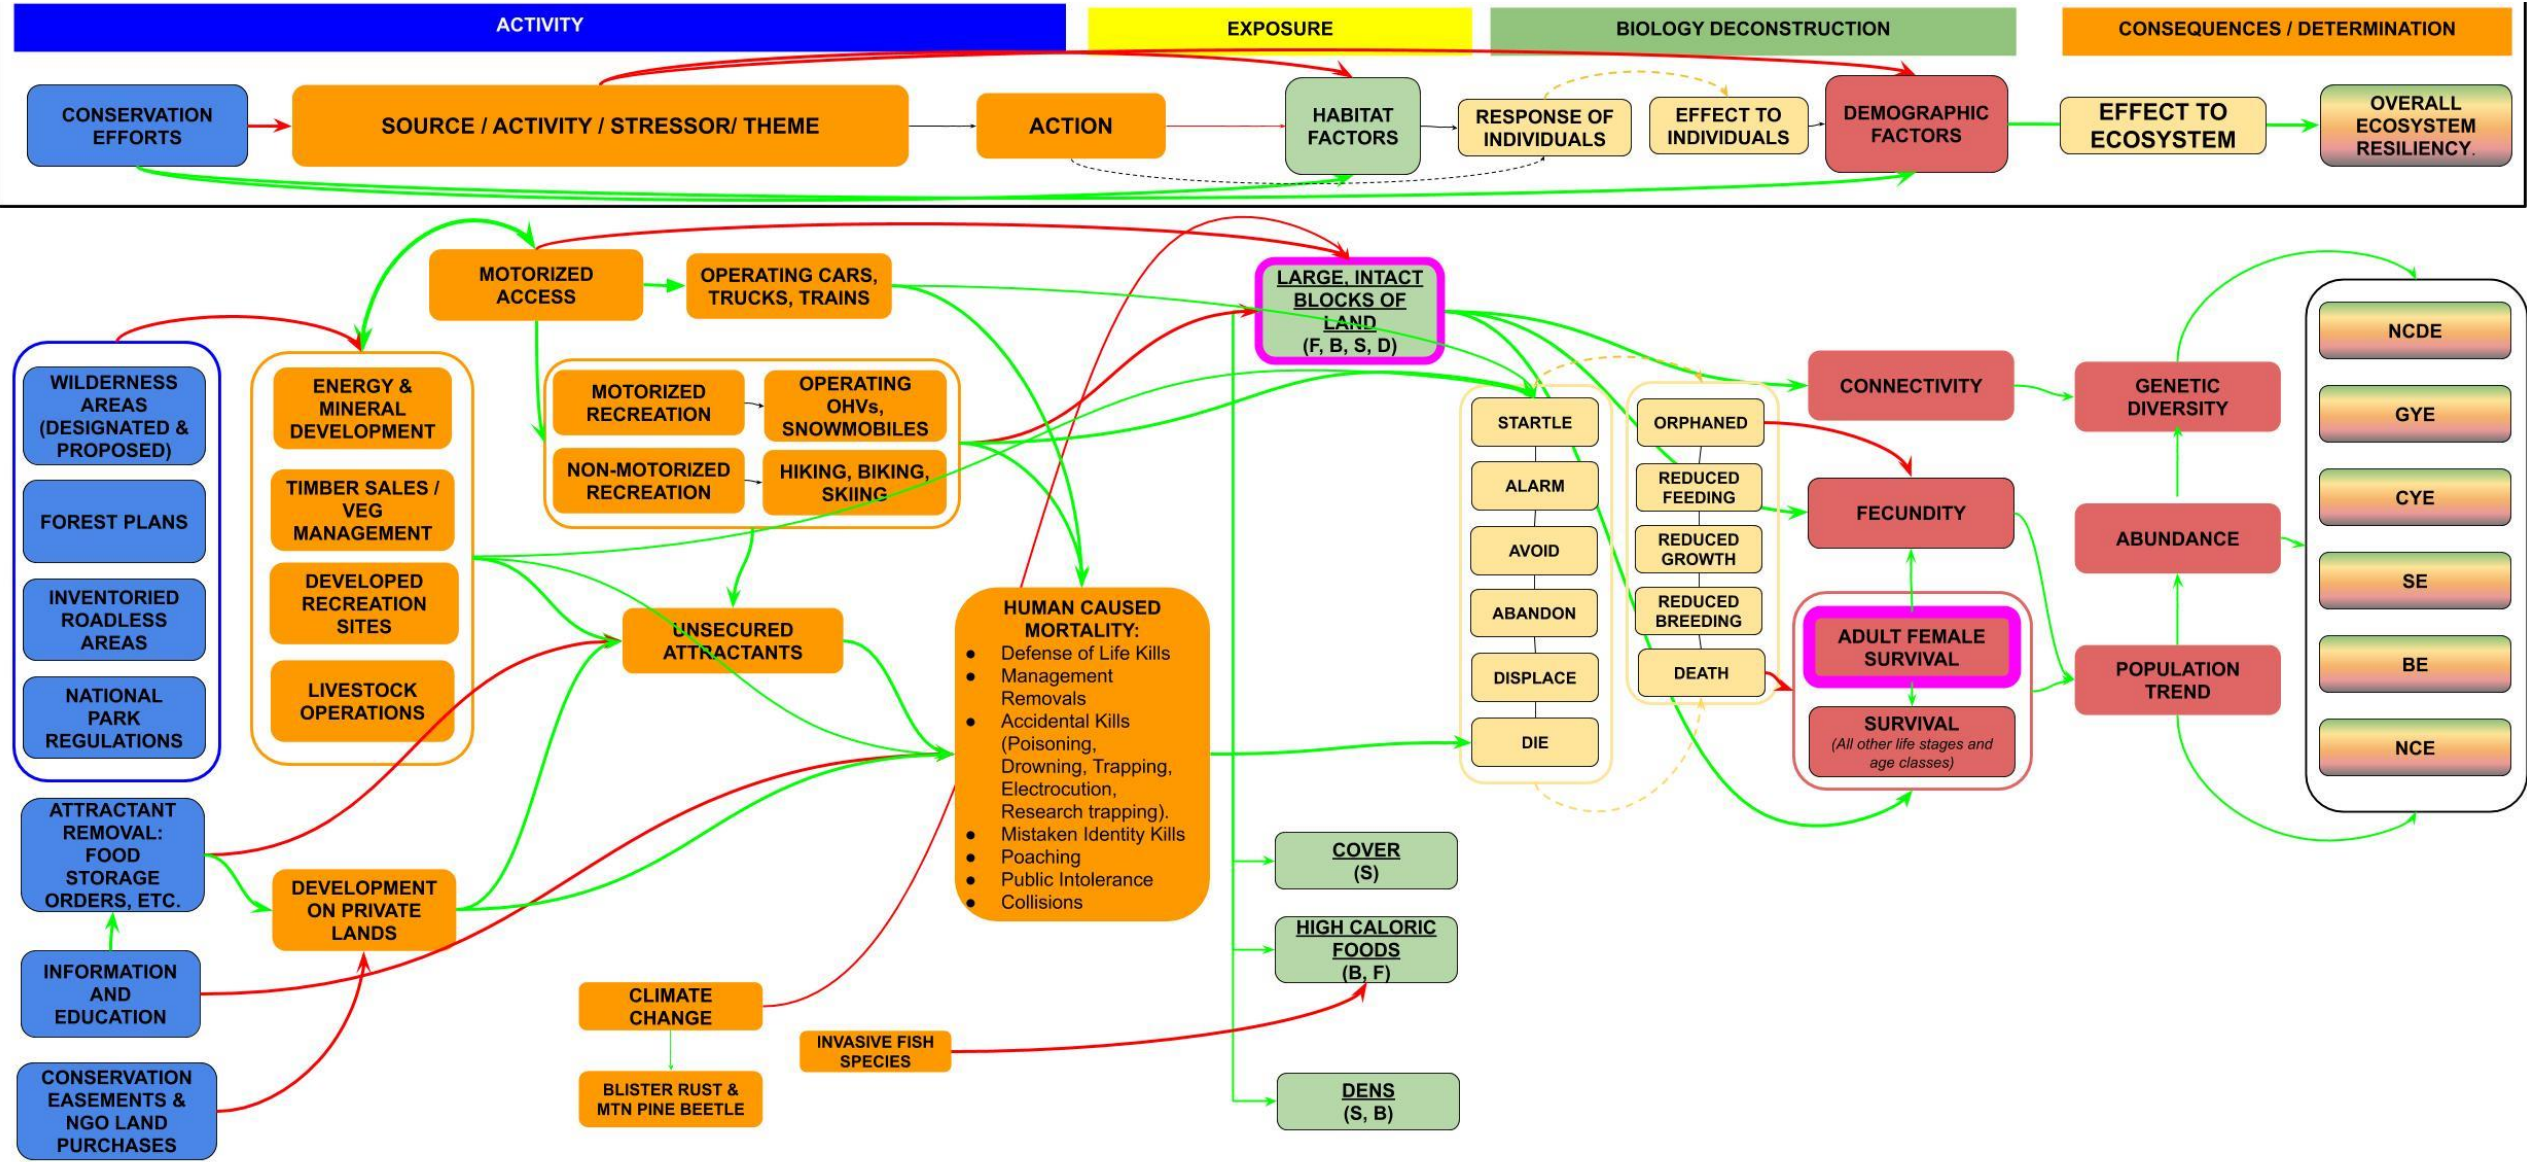 ACTIVITY
EXPOSURE
BIOLOGY DECONSTRUCTION
CONSEQUENCES / DETERMINATION
CONSERVATION
EFFORTS
SOURCE / ACTIVITY / STRESSOR/ THEME
ACTION
HABITAT
FACTORS
RESPONSE OF
INDIVIDUALS
EFFECT TO
INDIVIDUALS
DEMOGRAPHIC
FACTORS
EFFECT TO
ECOSYSTEM
OVERALL
ECOSYSTEM
RESILIENCY.
WILDERNESS
AREAS
(DESIGNATED &
PROPOSED)
FOREST PLANS
INVENTORIED
ROADLESS
AREAS
NATIONAL
PARK
REGULATIONS
ATTRACTANT
REMOVAL:
FOOD
STORAGE
ORDERS, ETC.
INFORMATION
AND
EDUCATION
CONSERVATION
EASEMENTS &
NGO LAND
PURCHASES
ENERGY &
MINERAL
DEVELOPMENT
TIMBER SALES /
VEG
MANAGEMENT
DEVELOPED
RECREATION
SITES
LIVESTOCK
OPERATIONS
DEVELOPMENT
ON PRIVATE
LANDS
MOTORIZED
ACCESS
OPERATING CARS,
TRUCKS, TRAINS
MOTORIZED
RECREATION
OPERATING
OHVs,
SNOWMOBILES
NON-MOTORIZED
RECREATION
HIKING, BIKING,
SKIING
UNSECURED
ATTRACTANTS
CLIMATE
CHANGE
BLISTER RUST &
MTN PINE BEETLE
INVASIVE FISH
SPECIES
HUMAN CAUSED
MORTALITY:
● Defense of Life Kills
● Management
Removals
● Accidental Kills
(Poisoning,
Drowning, Trapping,
Electrocution,
Research trapping).
● Mistaken Identity Kills
● Poaching
● Public Intolerance
● Collisions
LARGE, INTACT
BLOCKS OF
LAND
(F, B, S, D)
COVER
(S)
HIGH CALORIC
FOODS
(B, F)
DENS
(S, B)
STARTLE
ALARM
AVOID
ABANDON
DISPLACE
DIE
ORPHANED
REDUCED
FEEDING
REDUCED
GROWTH
REDUCED
BREEDING
DEATH
CONNECTIVITY
FECUNDITY
ADULT FEMALE
SURVIVAL
SURVIVAL
(All other life stages and
age classes)
GENETIC
DIVERSITY
ABUNDANCE
POPULATION
TREND
NCDE
GYE
CYE
SE
BE
NCE